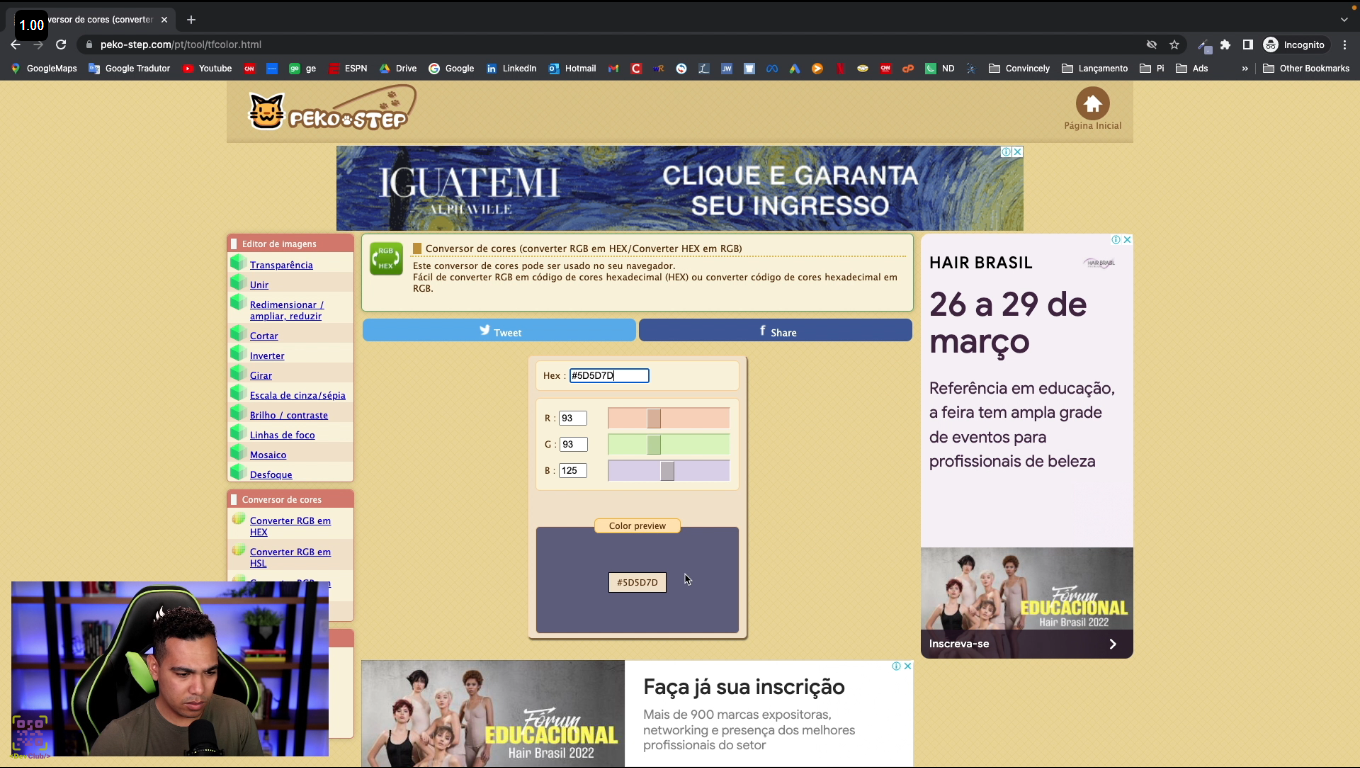 1.00
versor de cores (converter
peko-step.com/pt/tool/tfcolor.html
Incognito
GoogleMaps
Google Tradutor
Youtube
ge
ESPN
Drive
Google
LinkedIn
Hotmail
ND
Convincely
Lançamento
Pi
Ads
»
Other Bookmarks
PEKO STEP
Página Inicial
IGUATEMI
ALPHAVILLE
CLIQUE E GARANTA
SEU INGRESSO
Editor de imagens
Transparência
Unir
Redimensionar /
ampliar, reduzir
Cortar
Inverter
Girar
Escala de cinza/sépia
Brilho / contraste
Linhas de foco
Mosaico
Desfoque
Conversor de cores
Converter RGB em
HEX
Converter RGB em
HSL
RGB
HEX
Conversor de cores (converter RGB em HEX/Converter HEX em RGB)
Este conversor de cores pode ser usado no seu navegador.
Fácil de converter RGB em código de cores hexadecimal (HEX) ou converter código de cores hexadecimal em
RGB.
Tweet
Share
Hex : #5D5D7D
R : 93
G : 93
B : 125
Color preview
#5D5D7D
HAIR BRASIL
26 a 29 de
março
Referência em educação,
a feira tem ampla grade
de eventos para
profissionais de beleza
Fórum
EDUCACIONAL
Hair Brasil 2022
Inscreva-se
Fórum
EDUCACIONAL
Hair Brasil 2022
Faça já sua inscrição
Mais de 900 marcas expositoras,
networking e presença dos melhores
profissionais do setor
Dev Club